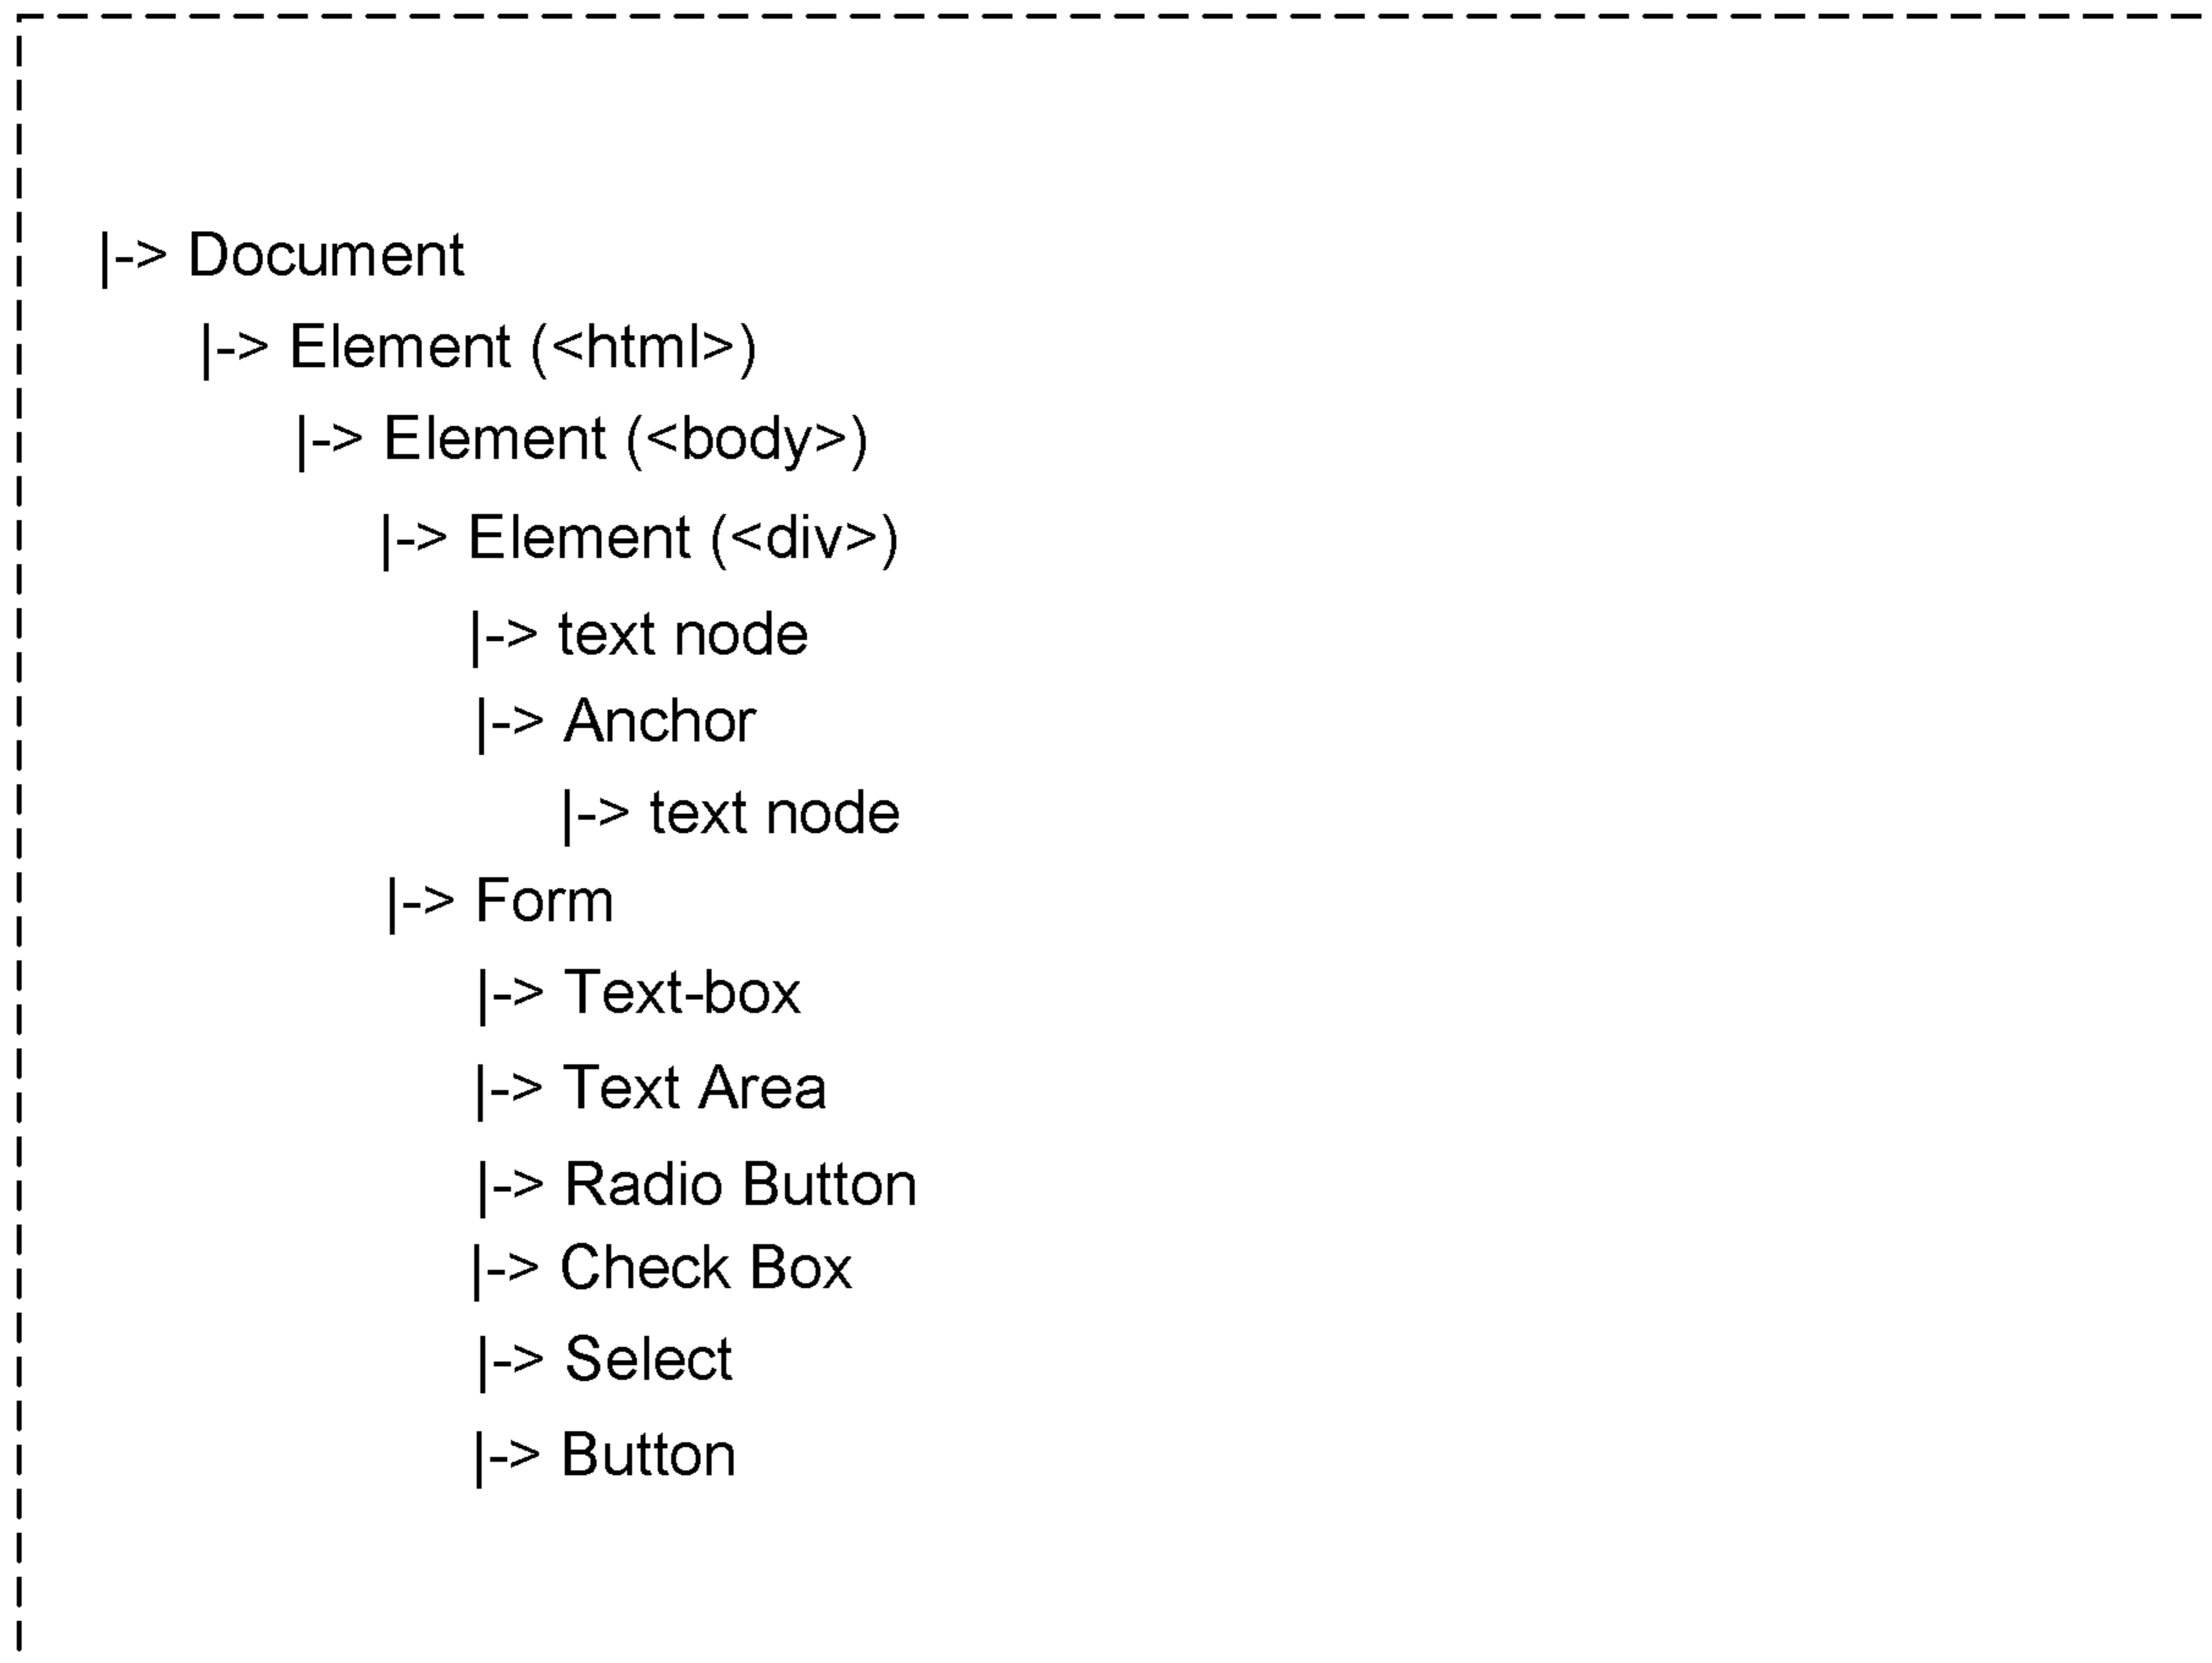 |-> Document
|-> Element (<html>)
|-> Element (<body>)
|-> Element (<div>)
|-> text node
|-> Anchor
|-> text node
|-> Form
|-> Text-box
|-> Text Area
|-> Radio Button
|-> Check Box
|-> Select
|-> Button